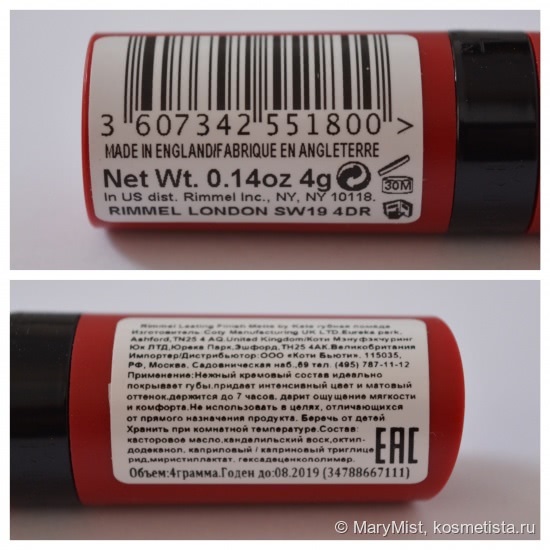 3 607342 551800 >
MADE IN ENGLAND/FABRIQUE EN ANGLETERRE
Net Wt. 0.14oz 4g
30M
In US dist. Rimmel Inc., NY, NY 10118.
RIMMEL LONDON SW19 4DR
Rimmel Lasting Finish Matte by Kate губная помада
Изготовитель:Coty Manufacturing UK LTD.Eureka park,
Ashford,TN25 4 AQ.United Kingdom/Коти Мэнуфэкчуринг
Юк ЛТД,Юрека Парк,Эшфорд,TH25 4АК.Великобритания
Импортер/Дистрибьютор:ООО «Коти Бьюти», 115035,
РФ, Москва, Садовническая наб.,69 тел. (495) 787-11-12
Применение:Нежный кремовый состав идеально
покрывает губы.придает интенсивный цвет и матовый
оттенок,держится до 7 часов, дарит ощущение мягкости
и комфорта.Не использовать в целях, отличающихся
от прямого назначения продукта. Беречь от детей
Хранить при комнатной температуре.Состав:
касторовое масло,канделильский воск,октил-
додеканол, каприловый / каприновый триглице
рид,миристиллактат, гексадеценкополимер.
EAC
Объем:4грамма.Годен до:08.2019 (34788667111)
© MaryMist, kosmetista.ru